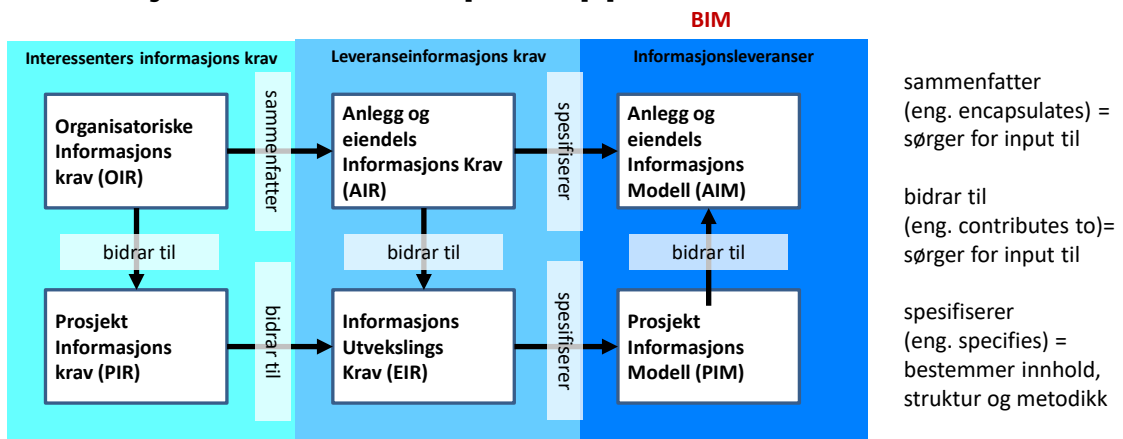 BIM
Interessenters informasjons krav
Leveranseinformasjons krav
Informasjonsleveranser
Organisatoriske
Informasjons
krav (OIR)
sammenfatter
Anlegg og
eiendels
Informasjons Krav
(AIR)
spesifiserer
Anlegg og
eiendels
Informasjons
Modell (AIM)
bidrar til
bidrar til
bidrar til
Prosjekt
Informasjons
krav (PIR)
bidrar til
Informasjons
Utvekslings
Krav (EIR)
spesifiserer
Prosjekt
Informasjons
Modell (PIM)
sammenfatter
(eng. encapsulates) =
sørger for input til
bidrar til
(eng. contributes to)=
sørger for input til
spesifiserer
(eng. specifies) =
bestemmer innhold,
struktur og metodikk